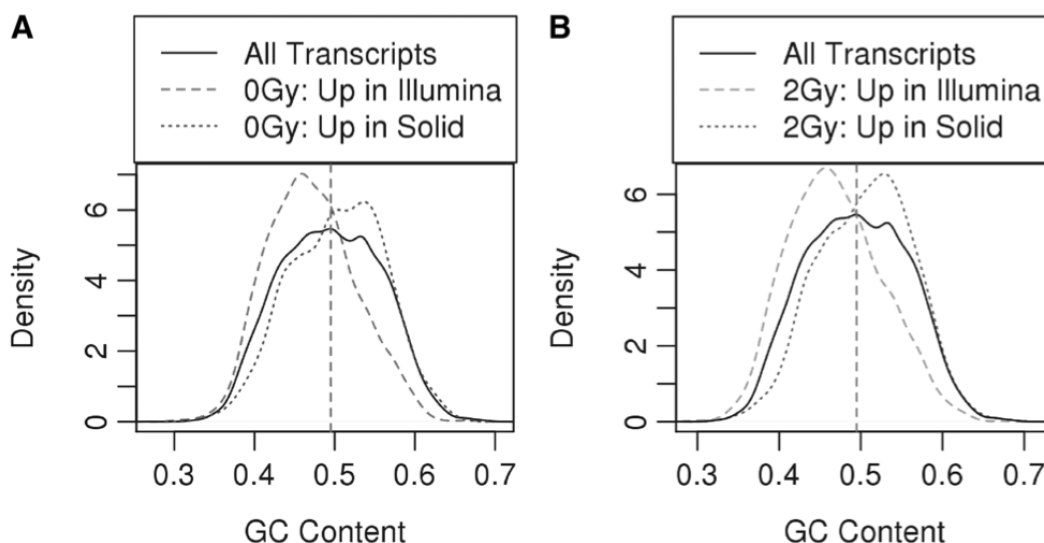 A
All Transcripts
0Gy: Up in Illumina
0Gy: Up in Solid
Density
6
4
2
0
0.3 0.4 0.5 0.6 0.7
GC Content
B
All Transcripts
2Gy: Up in Illumina
2Gy: Up in Solid
Density
6
4
2
0
0.3 0.4 0.5 0.6 0.7
GC Content